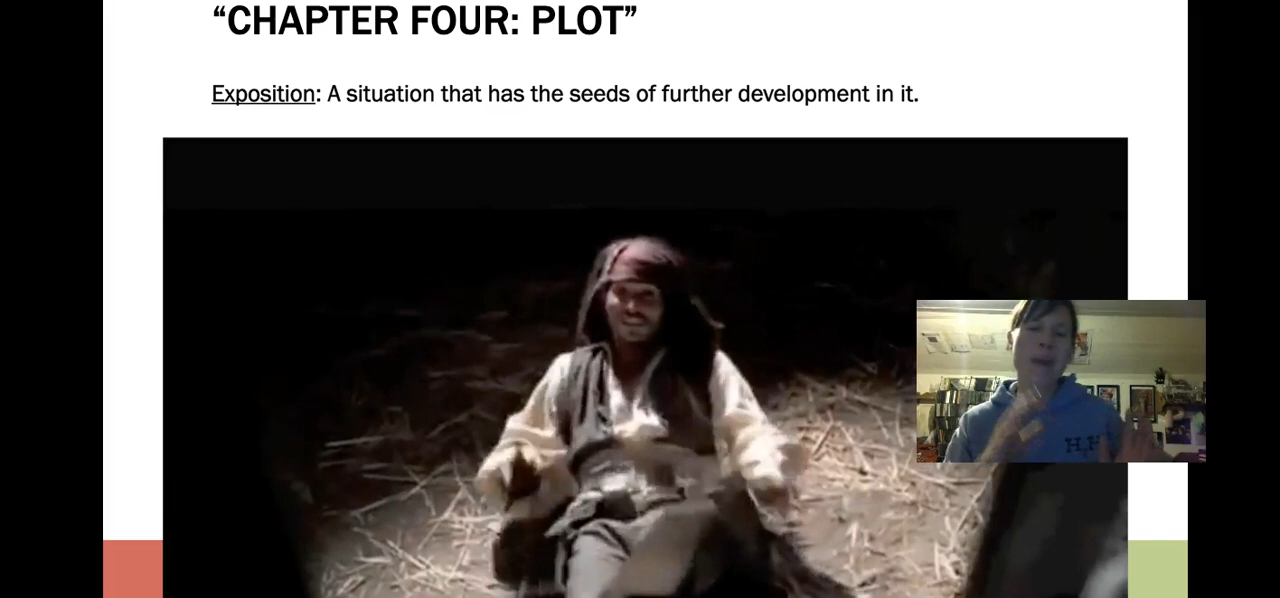 “CHAPTER FOUR: PLOT”
Exposition: A situation that has the seeds of further development in it.
H H